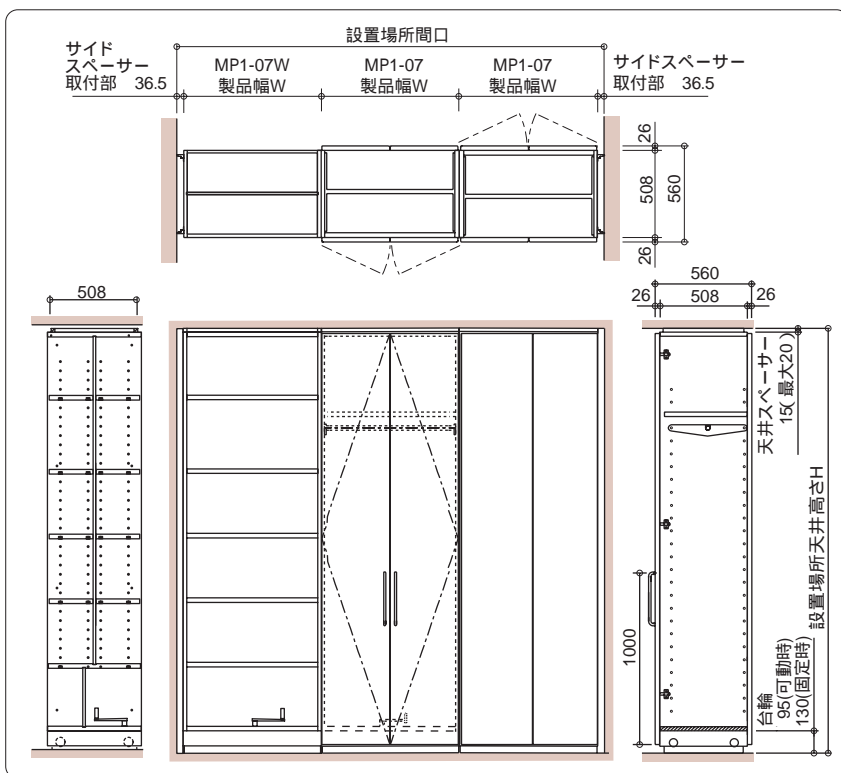 設置場所間口
サイド
スペーサー
取付部 36.5
MP1-07W
製品幅W
MP1-07
製品幅W
MP1-07
製品幅W
サイドスペーサー
取付部 36.5
26
508
560
26
508
560
26
508
26
天井スペーサー
15(最大20)
設置場所天井高さH
1000
台輪
95(可動時)
130(固定時)